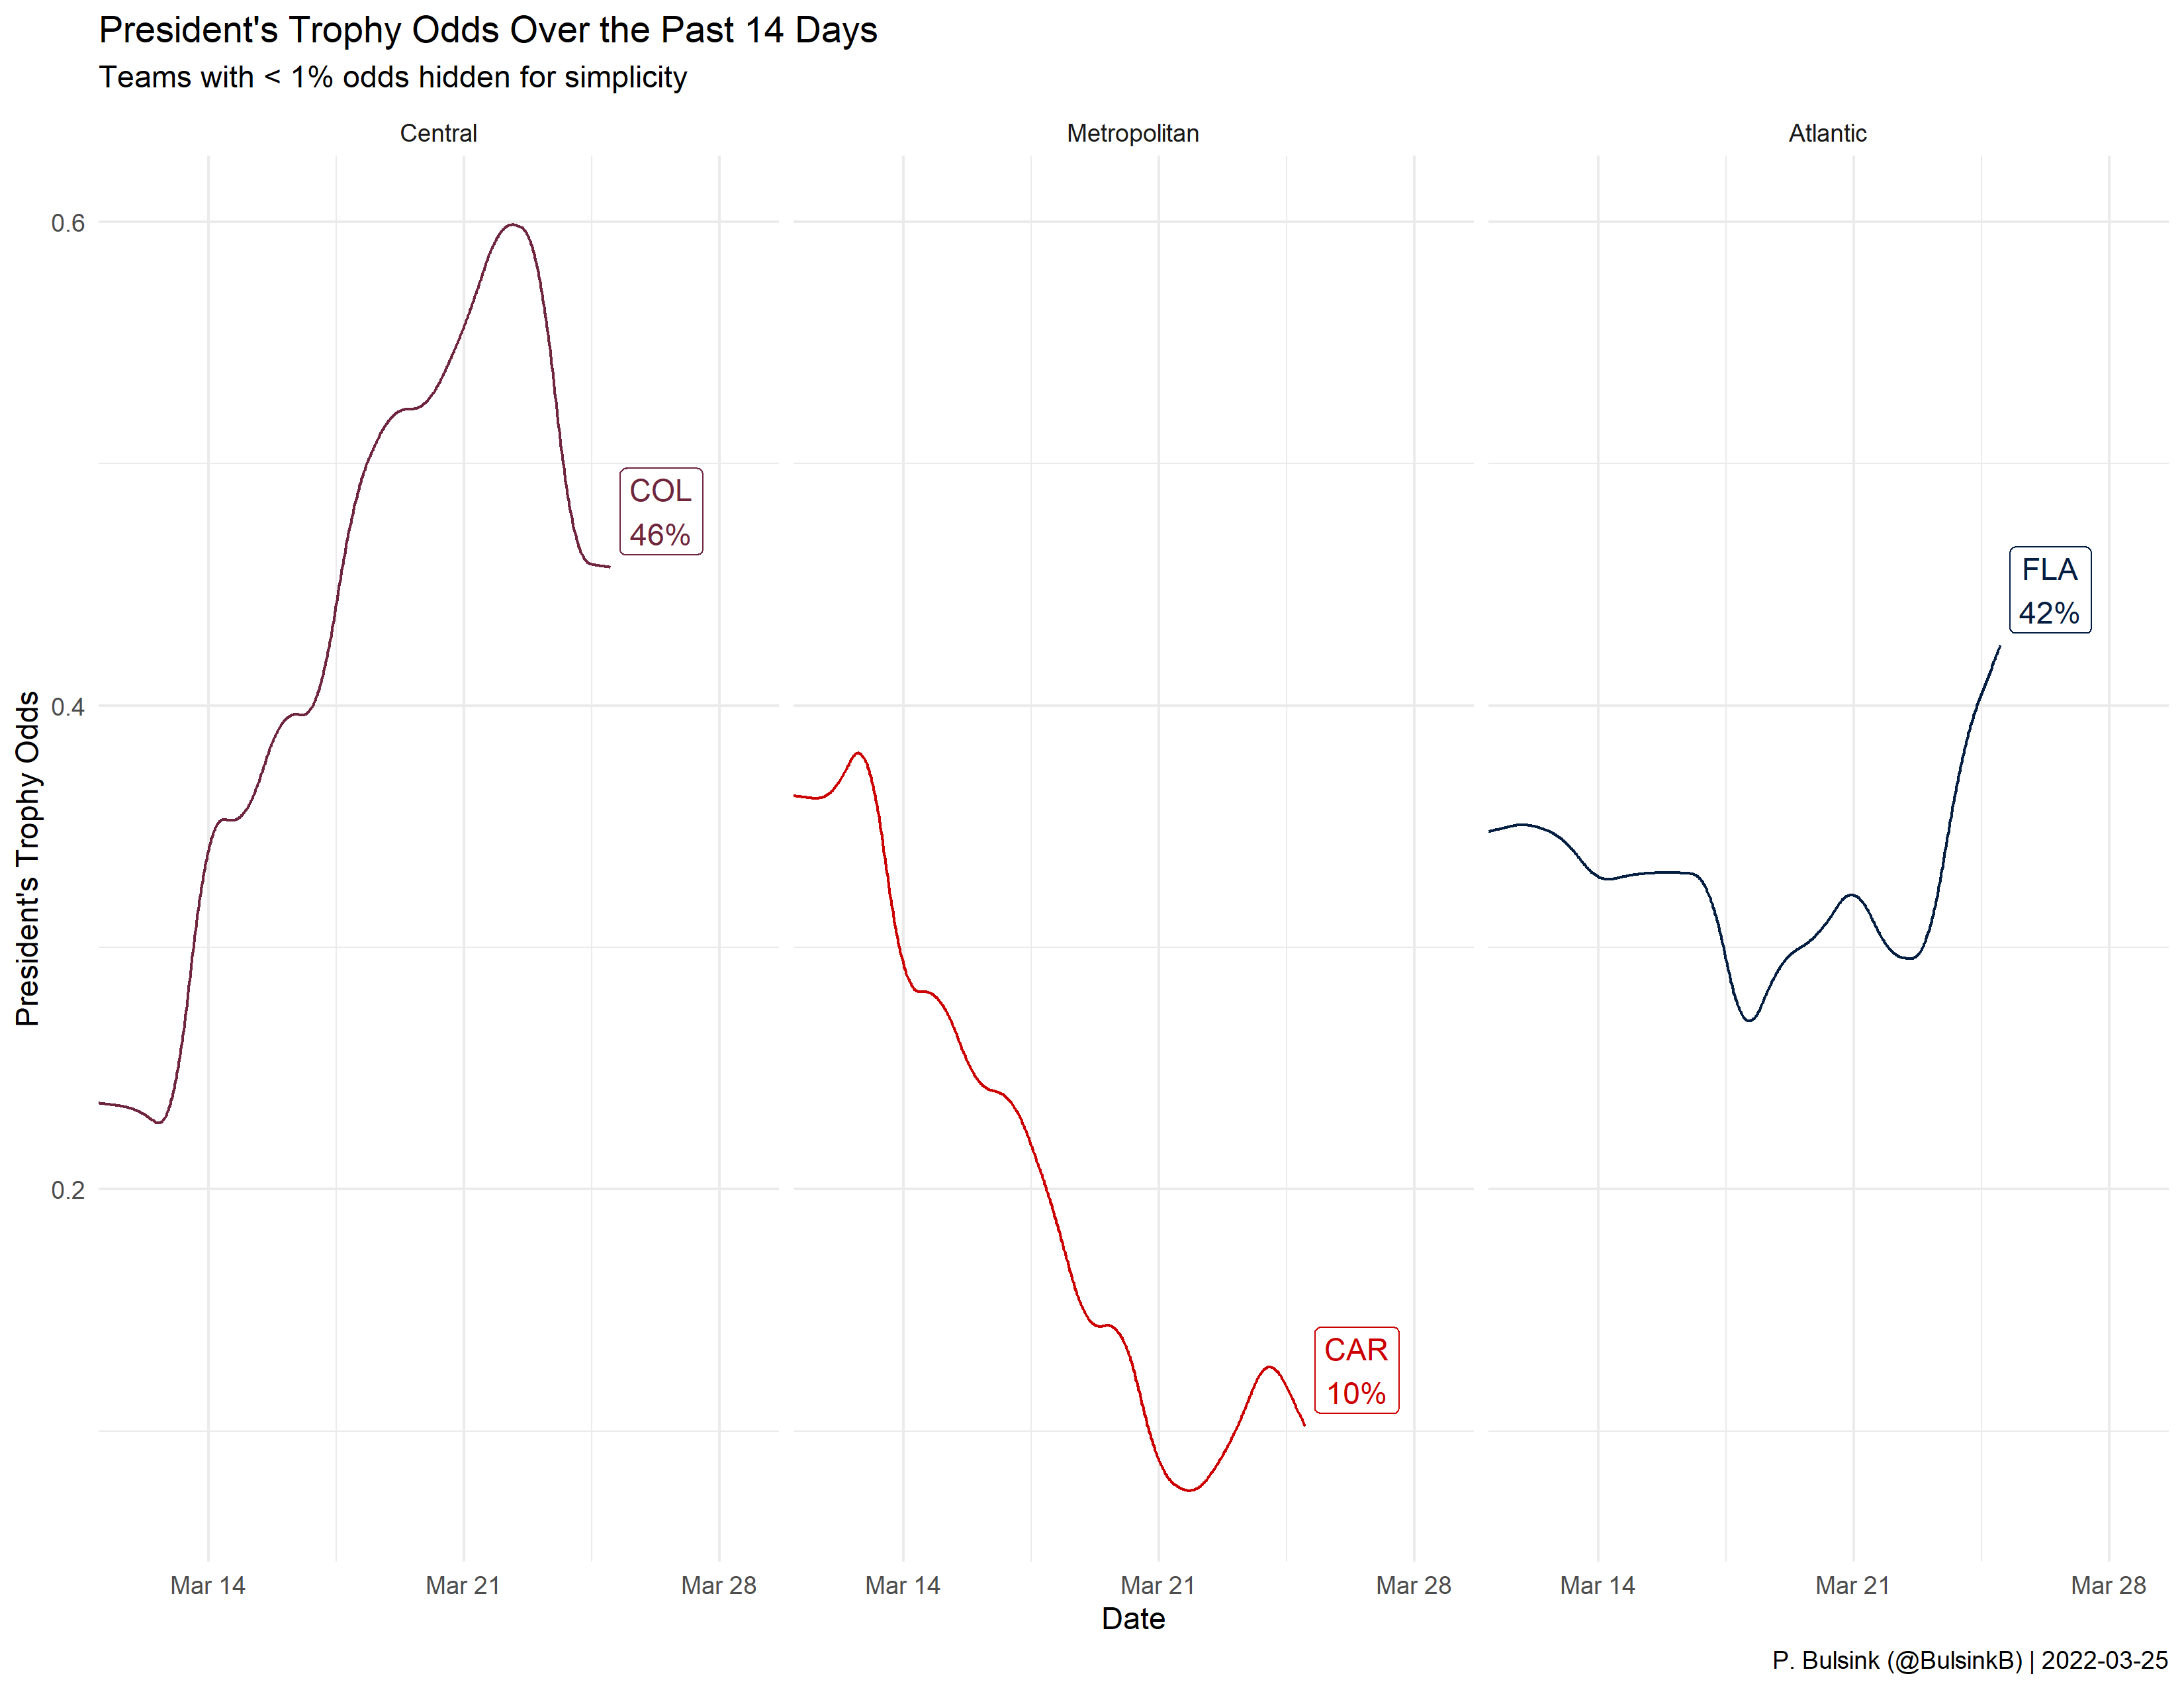 President's Trophy Odds Over the Past 14 Days
Teams with < 1% odds hidden for simplicity
Central
Metropolitan
Atlantic
President's Trophy Odds
0.6
0.4
0.2
COL
46%
CAR
10%
FLA
42%
Mar 14
Mar 21
Mar 28
Mar 14
Mar 21
Mar 28
Mar 14
Mar 21
Mar 28
Date
P. Bulsink (@BulsinkB) | 2022-03-25